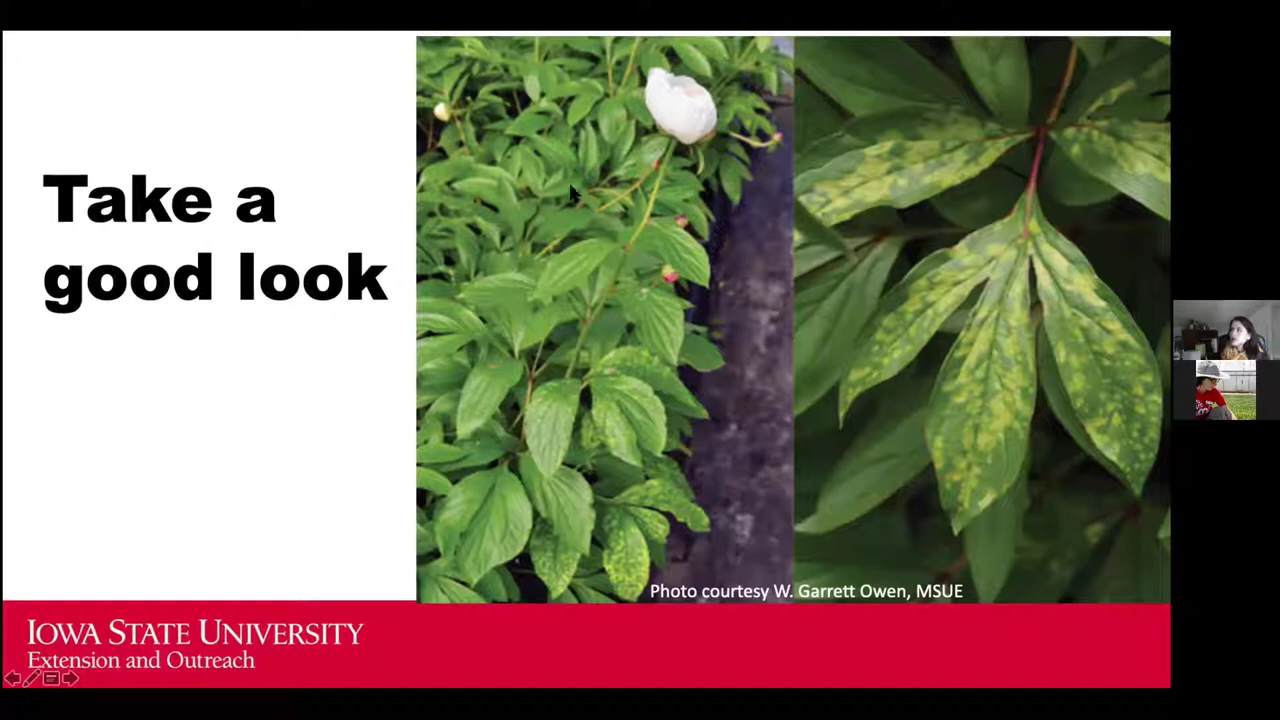 Take a
good look
Photo courtesy W. Garrett Owen, MSUE
IOWA STATE UNIVERSITY
Extension and Outreach